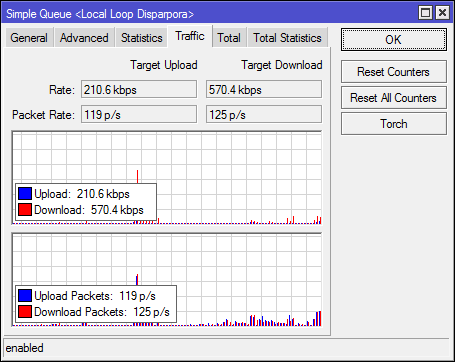 Simple Queue <Local Loop Disparpora>
General Advanced Statistics Traffic Total Total Statistics
Target Upload Target Download
Rate: 210.6 kbps 570.4 kbps
Packet Rate: 119 p/s 125 p/s
Upload: 210.6 kbps
Download: 570.4 kbps
Upload Packets: 119 p/s
Download Packets: 125 p/s
OK
Reset Counters
Reset All Counters
Torch
enabled